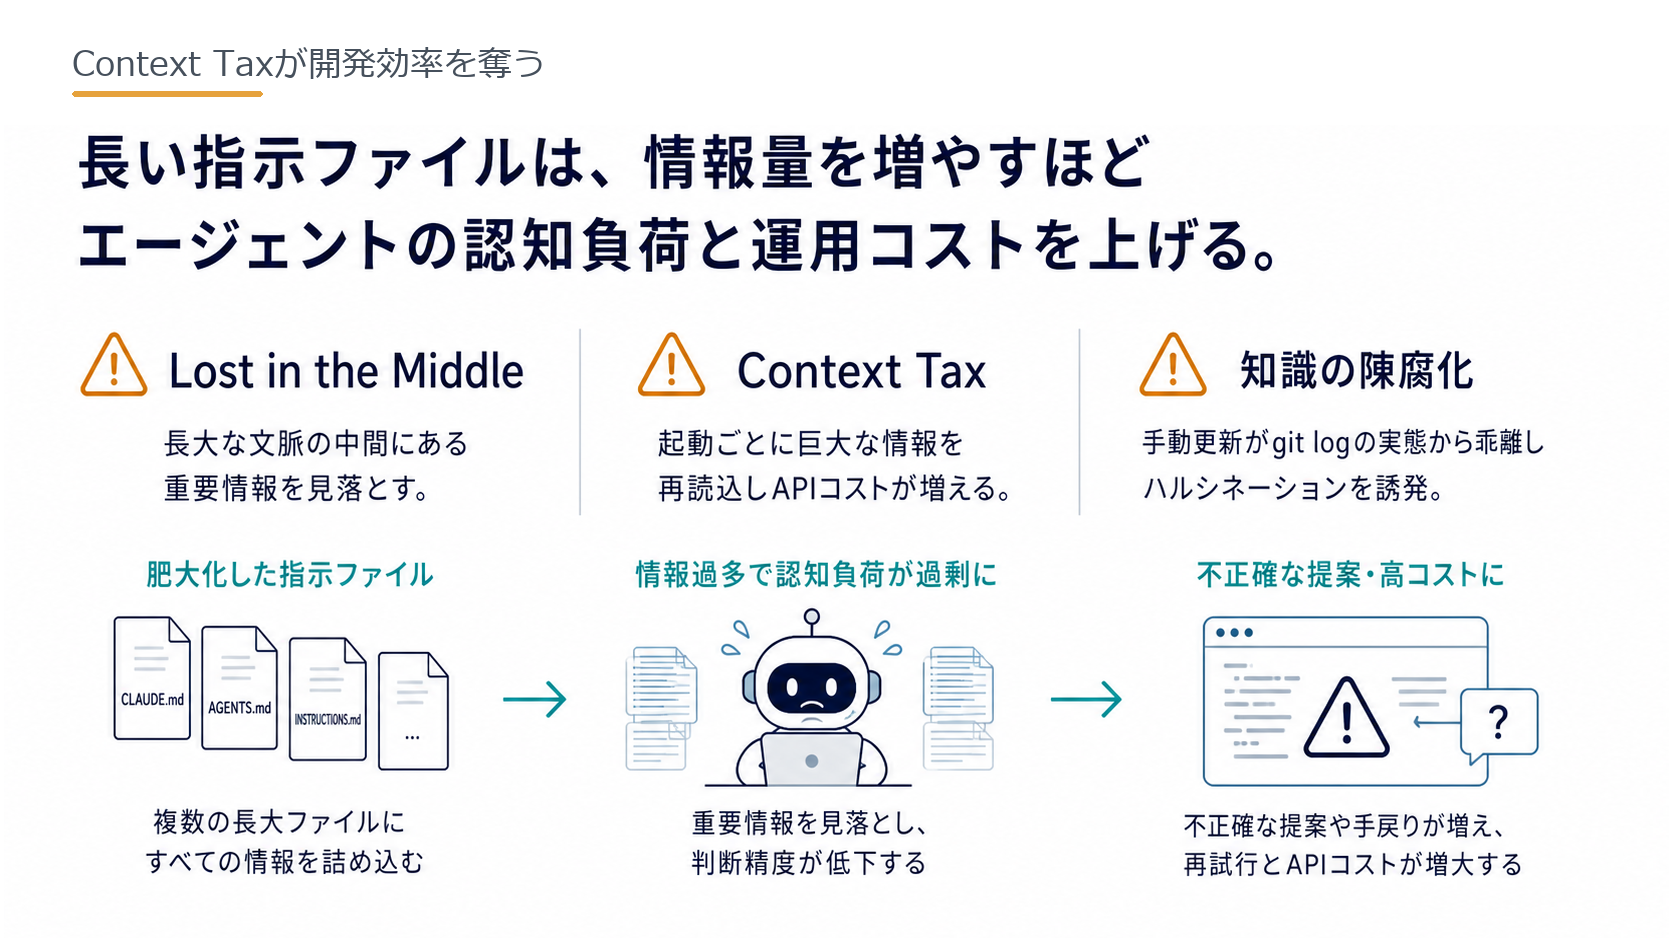 Context Taxが開発効率を奪う
長い指示ファイルは、情報量を増やすほど
エージェントの認知負荷と運用コストを上げる。
Lost in the Middle
長大な文脈の中間にある
重要情報を見落とす。
Context Tax
起動ごとに巨大な情報を
再読込しAPIコストが増える。
知識の陳腐化
手動更新がgit logの実態から乖離し
ハルシネーションを誘発。
肥大化した指示ファイル
CLAUDE.md
AGENTS.md
INSTRUCTIONS.md
...
複数の長大ファイルに
すべての情報を詰め込む
情報過多で認知負荷が過剰に
重要情報を見落とし、
判断精度が低下する
不正確な提案・高コストに
!
?
不正確な提案や手戻りが増え、
再試行とAPIコストが増大する